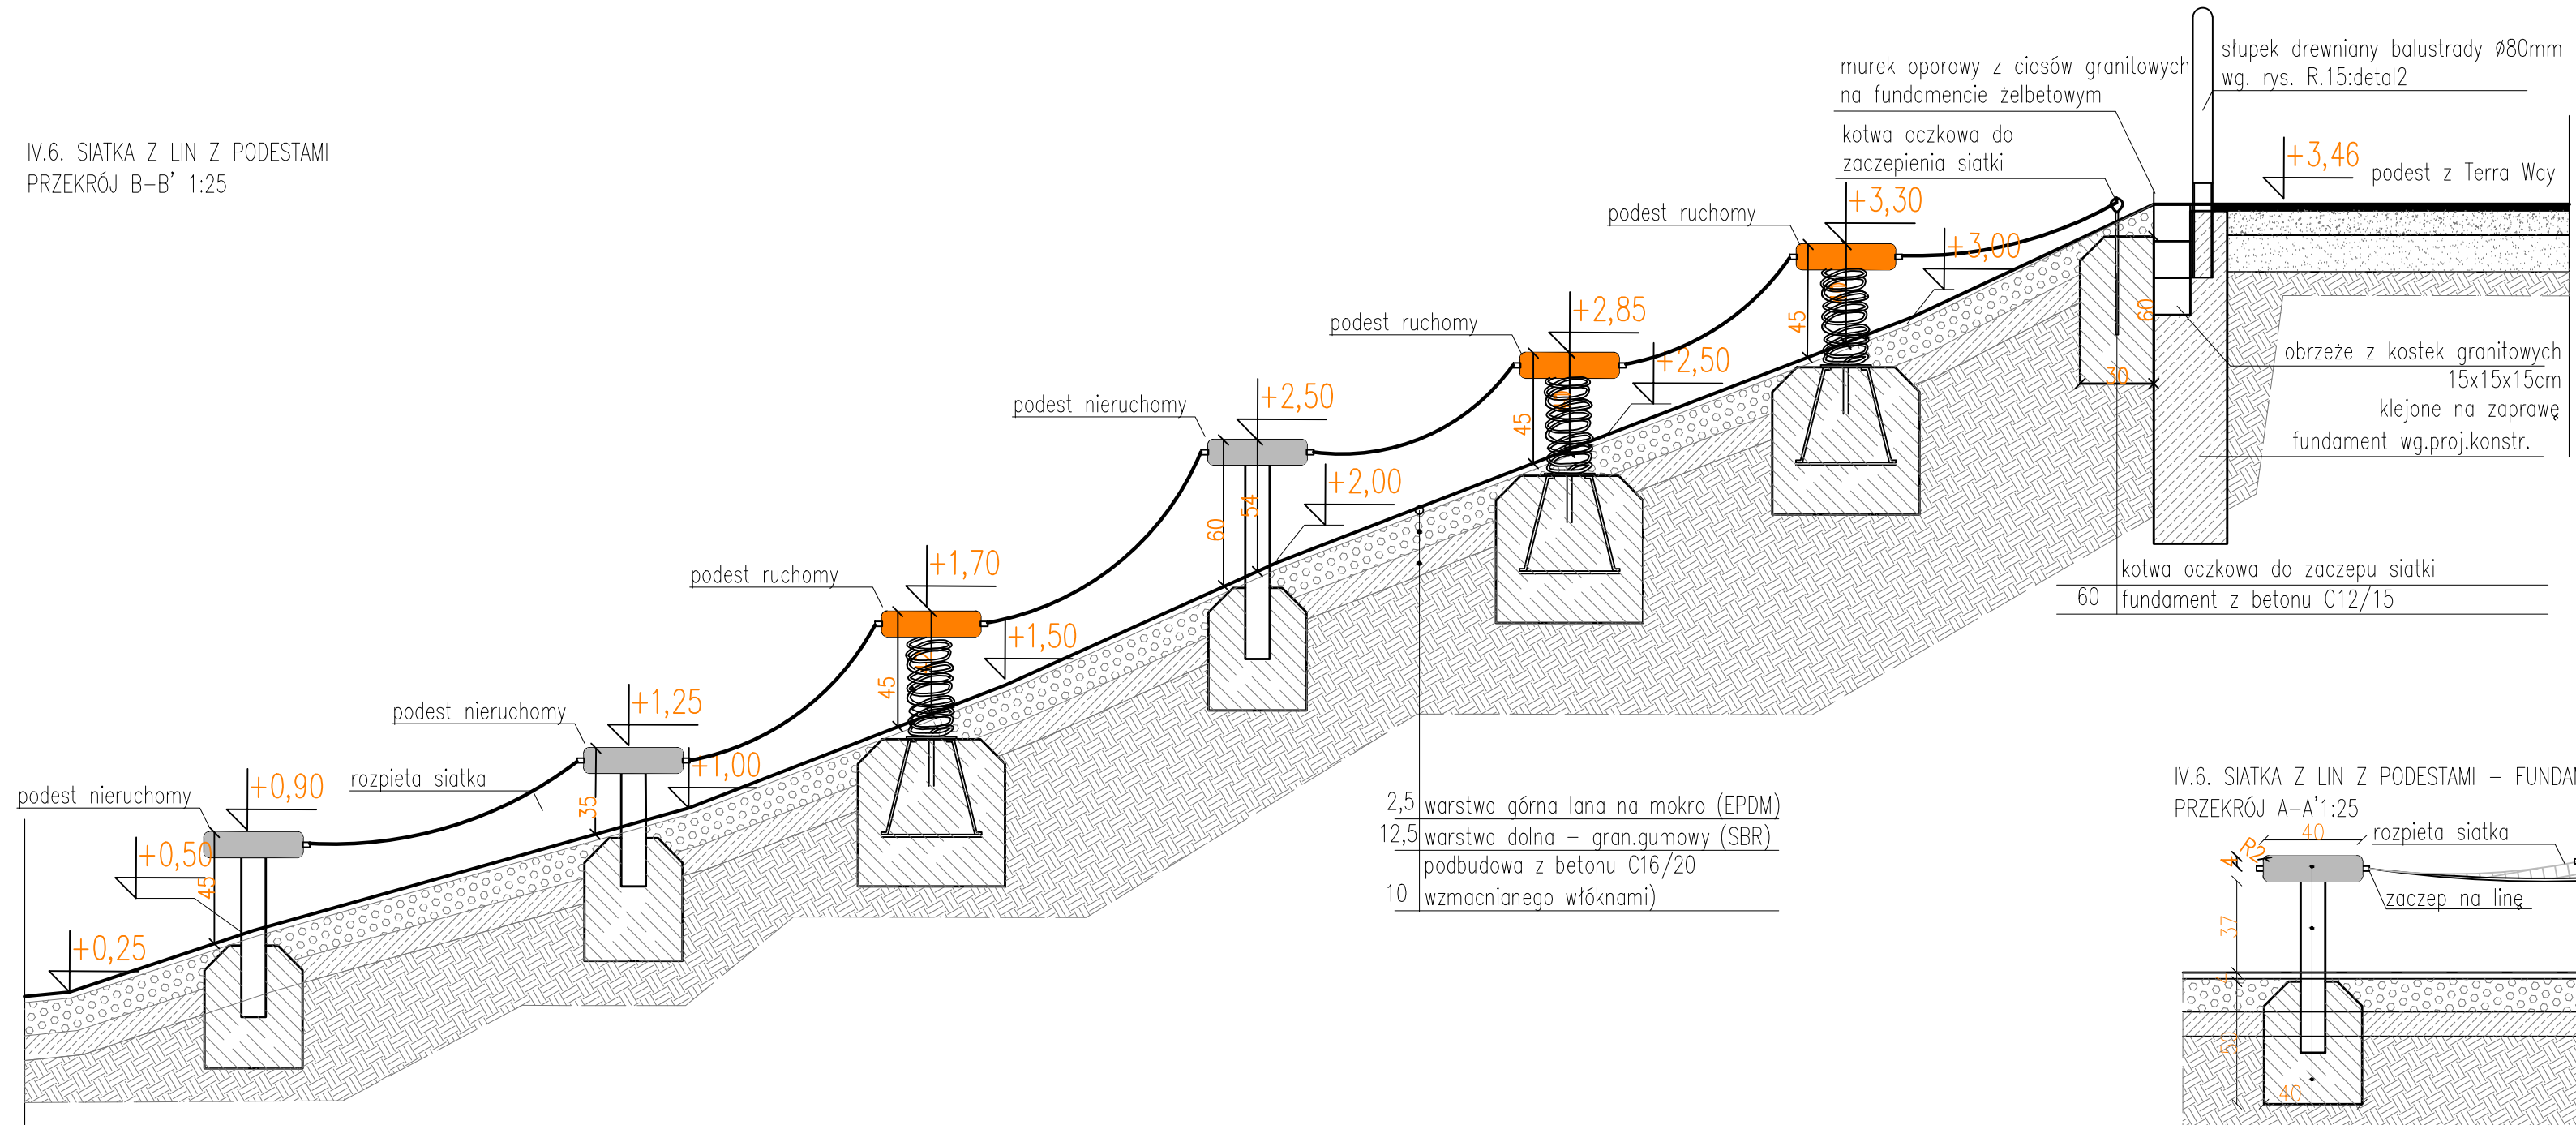 IV.6. SIATKA Z LIN Z PODESTAMI
PRZEKRÓJ B-B' 1:25
słupek drewniany balustrady Ø80mm
wg. rys. R.15:detal2
murek oporowy z ciosów granitowych
na fundamencie żelbetowym
kotwa oczkowa do
zaczepienia siatki
+3,46
podest z Terra Way
podest ruchomy
+3,30
+3,00
45
60
30
podest ruchomy
+2,85
+2,50
45
obrzeże z kostek granitowych
15x15x15cm
klejone na zaprawę
fundament wg.proj.konstr.
podest nieruchomy
+2,50
+2,00
60
54
kotwa oczkowa do zaczepu siatki
60 fundament z betonu C12/15
podest ruchomy
+1,70
+1,50
45
podest nieruchomy
+1,25
+1,00
35
rozpieta siatka
podest nieruchomy
+0,90
+0,50
45
+0,25
2,5 warstwa górna lana na mokro (EPDM)
12,5 warstwa dolna – gran.gumowy (SBR)
podbudowa z betonu C16/20
10 wzmacnianego włóknami)
IV.6. SIATKA Z LIN Z PODESTAMI – FUNDA
PRZEKRÓJ A-A'1:25
40
rozpieta siatka
R2
4
zaczep na linę
37
4
50
40